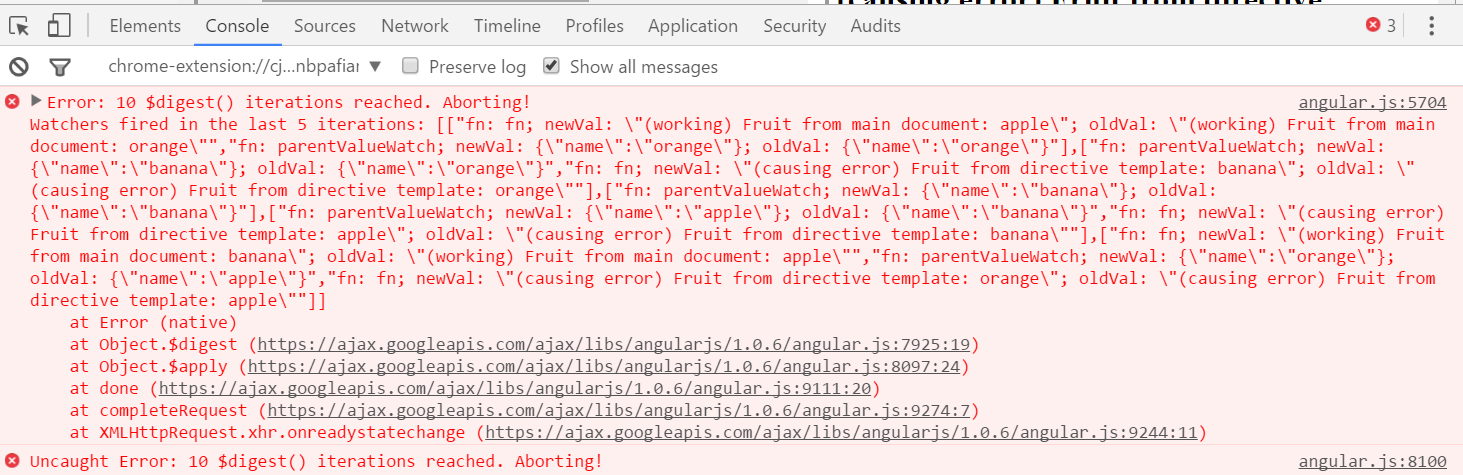 Elements Console Sources Network Timeline Profiles Application Security Audits 3
chrome-extension://cj...nbpafiar ▼ Preserve log Show all messages
Error: 10 $digest() iterations reached. Aborting! angular.js:5704
Watchers fired in the last 5 iterations: [["fn: fn; newVal: \"(working) Fruit from main document: apple\"; oldVal: \"(working) Fruit from main
document: orange\"","fn: parentValueWatch; newVal: {\"name\":\"orange\"}; oldVal: {\"name\":\"orange\"}"],["fn: parentValueWatch; newVal:
{\"name\":\"banana\"}; oldVal: {\"name\":\"orange\"}","fn: fn; newVal: \"(causing error) Fruit from directive template: banana\"; oldVal: \"
(causing error) Fruit from directive template: orange\""],["fn: parentValueWatch; newVal: {\"name\":\"banana\"}; oldVal:
{\"name\":\"banana\"}"],["fn: parentValueWatch; newVal: {\"name\":\"apple\"}; oldVal: {\"name\":\"banana\"}","fn: fn; newVal: \"(causing error)
Fruit from directive template: apple\"; oldVal: \"(causing error) Fruit from directive template: banana\""],["fn: fn; newVal: \"(working) Fruit
from main document: banana\"; oldVal: \"(working) Fruit from main document: apple\"","fn: parentValueWatch; newVal: {\"name\":\"orange\"};
oldVal: {\"name\":\"apple\"}","fn: fn; newVal: \"(causing error) Fruit from directive template: orange\"; oldVal: \"(causing error) Fruit from
directive template: apple\""]]
at Error (native)
at Object.$digest (https://ajax.googleapis.com/ajax/libs/angularjs/1.0.6/angular.js:7925:19)
at Object.$apply (https://ajax.googleapis.com/ajax/libs/angularjs/1.0.6/angular.js:8097:24)
at done (https://ajax.googleapis.com/ajax/libs/angularjs/1.0.6/angular.js:9111:20)
at completeRequest (https://ajax.googleapis.com/ajax/libs/angularjs/1.0.6/angular.js:9274:7)
at XMLHttpRequest.xhr.onreadystatechange (https://ajax.googleapis.com/ajax/libs/angularjs/1.0.6/angular.js:9244:11)
Uncaught Error: 10 $digest() iterations reached. Aborting! angular.js:8100